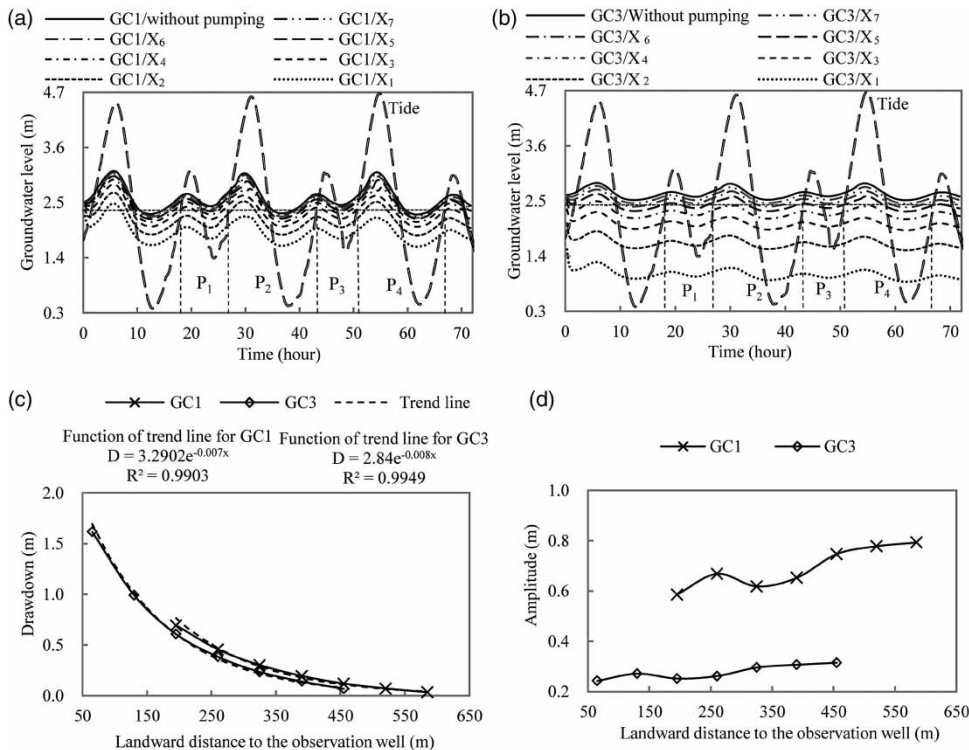 (a)
GC1/without pumping
GC1/X7
GC1/X6
GC1/X5
GC1/X4
GC1/X3
GC1/X2
GC1/X1
4.7
3.6
2.5
1.4
0.3
Groundwater level (m)
Tide
P1
P2
P3
P4
0 10 20 30 40 50 60 70
Time (hour)
(b)
GC3/Without pumping
GC3/X7
GC3/X6
GC3/X5
GC3/X4
GC3/X3
GC3/X2
GC3/X1
4.7
3.6
2.5
1.4
0.3
Groundwater level (m)
Tide
P1
P2
P3
P4
0 10 20 30 40 50 60 70
Time (hour)
(c)
GC1
GC3
Trend line
Function of trend line for GC1
D = 3.2902e-0.007x
R² = 0.9903
Function of trend line for GC3
D = 2.84e-0.008x
R² = 0.9949
2.0
1.5
1.0
0.5
0.0
Drawdown (m)
50 150 250 350 450 550 650
Landward distance to the observation well (m)
(d)
GC1
GC3
1.0
0.8
0.6
0.4
0.2
Amplitude (m)
50 150 250 350 450 550 650
Landward distance to the observation well (m)